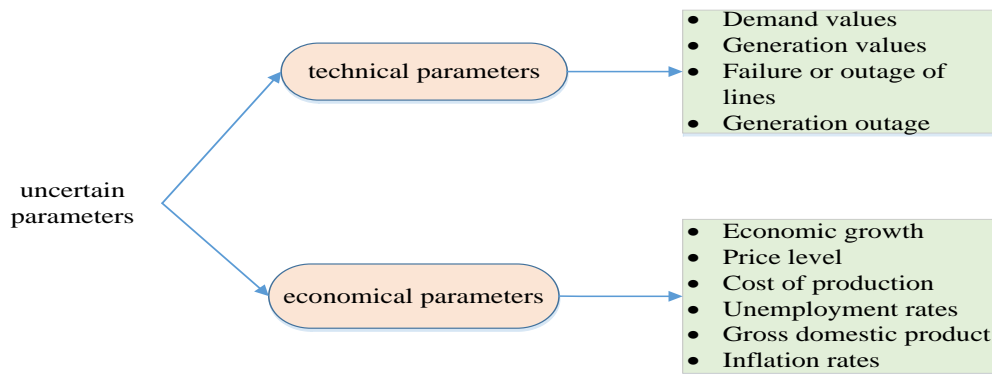 uncertain
parameters
technical parameters
• Demand values
• Generation values
• Failure or outage of
lines
• Generation outage
economical parameters
• Economic growth
• Price level
• Cost of production
• Unemployment rates
• Gross domestic product
• Inflation rates